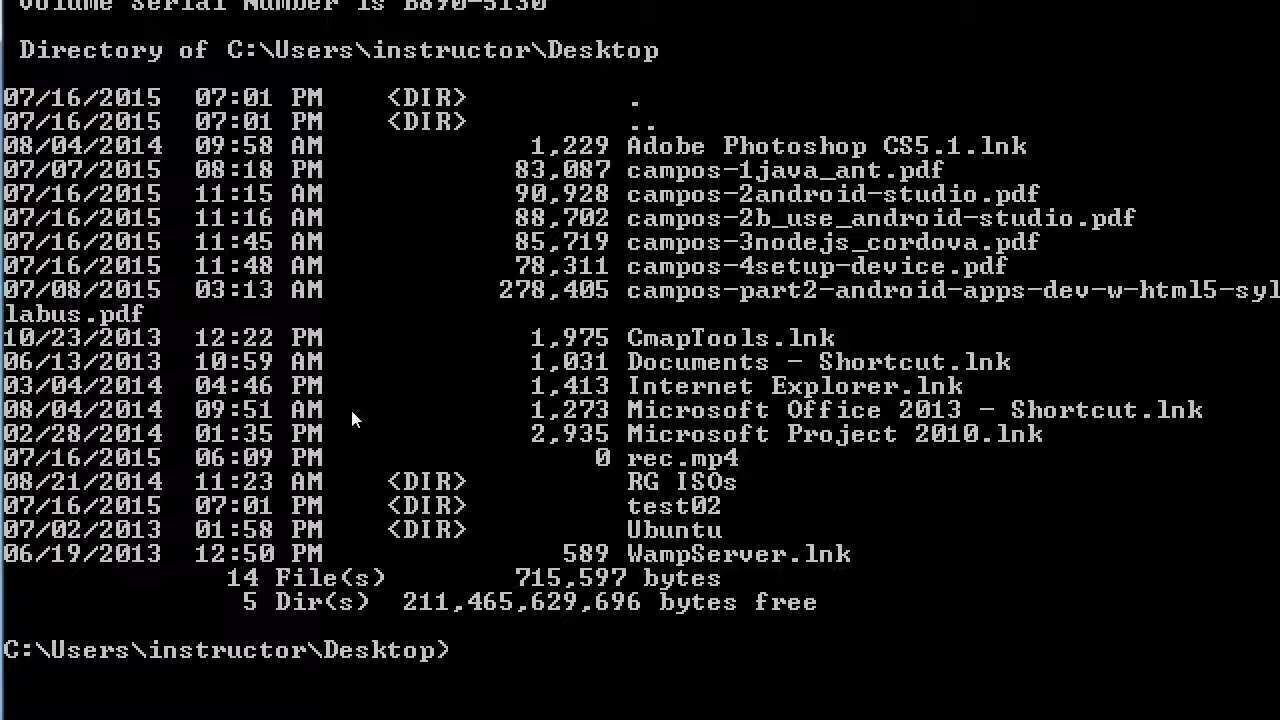 Volume Serial Number is B890-5130
Directory of C:\Users\instructor\Desktop
07/16/2015  07:01 PM    <DIR>          .
07/16/2015  07:01 PM    <DIR>          ..
08/04/2014  09:58 AM             1,229 Adobe Photoshop CS5.1.lnk
07/07/2015  08:18 PM            83,087 campos-1java_ant.pdf
07/16/2015  11:15 AM            90,928 campos-2android-studio.pdf
07/16/2015  11:16 AM            88,702 campos-2b_use_android-studio.pdf
07/16/2015  11:45 AM            85,719 campos-3nodejs_cordova.pdf
07/16/2015  11:48 AM            78,311 campos-4setup-device.pdf
07/08/2015  03:13 AM           278,405 campos-part2-android-apps-dev-w-html5-syl
labus.pdf
10/23/2013  12:22 PM             1,975 CmapTools.lnk
06/13/2013  10:59 AM             1,031 Documents - Shortcut.lnk
03/04/2014  04:46 PM             1,413 Internet Explorer.lnk
08/04/2014  09:51 AM             1,273 Microsoft Office 2013 - Shortcut.lnk
02/28/2014  01:35 PM             2,935 Microsoft Project 2010.lnk
07/16/2015  06:09 PM                 0 rec.mp4
08/21/2014  11:23 AM    <DIR>          RG ISOs
07/16/2015  07:01 PM    <DIR>          test02
07/02/2013  01:58 PM    <DIR>          Ubuntu
06/19/2013  12:50 PM               589 WampServer.lnk
14 File(s)        715,597 bytes
5 Dir(s)  211,465,629,696 bytes free
C:\Users\instructor\Desktop>